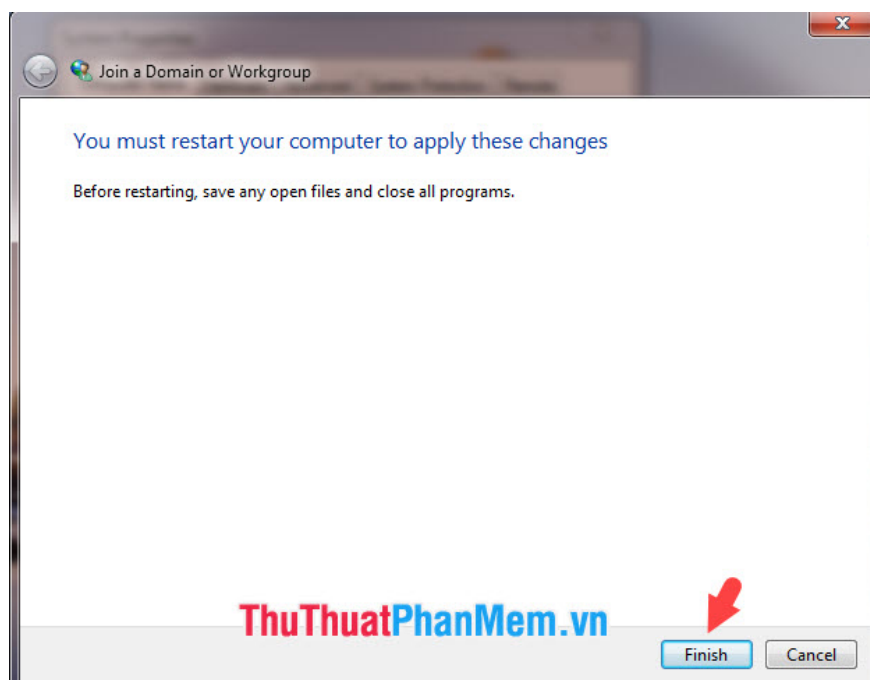 Join a Domain or Workgroup
You must restart your computer to apply these changes
Before restarting, save any open files and close all programs.
ThuThuatPhanMem.vn
Finish
Cancel